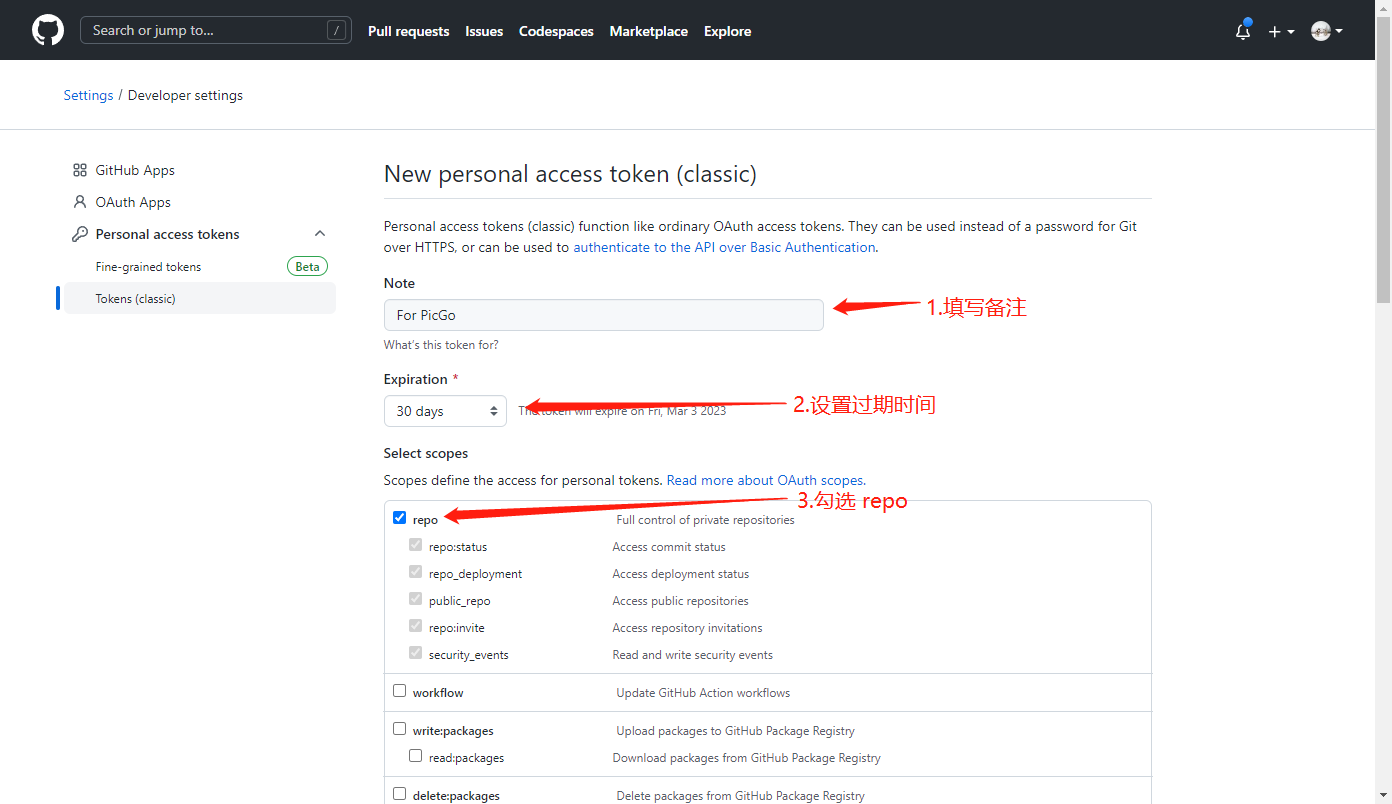 Search or jump to... /
Pull requests Issues Codespaces Marketplace Explore
Settings / Developer settings
GitHub Apps
OAuth Apps
Personal access tokens
Fine-grained tokens Beta
Tokens (classic)
New personal access token (classic)
Personal access tokens (classic) function like ordinary OAuth access tokens. They can be used instead of a password for Git
over HTTPS, or can be used to authenticate to the API over Basic Authentication.
Note
For PicGo
1.填写备注
What's this token for?
Expiration *
30 days
The token will expire on Fri, Mar 3 2023
2.设置过期时间
Select scopes
Scopes define the access for personal tokens. Read more about OAuth scopes.
3.勾选 repo
repo Full control of private repositories
repo:status Access commit status
repo_deployment Access deployment status
public_repo Access public repositories
repo:invite Access repository invitations
security_events Read and write security events
workflow Update GitHub Action workflows
write:packages Upload packages to GitHub Package Registry
read:packages Download packages from GitHub Package Registry
delete:packages Delete packages from GitHub Package Registry